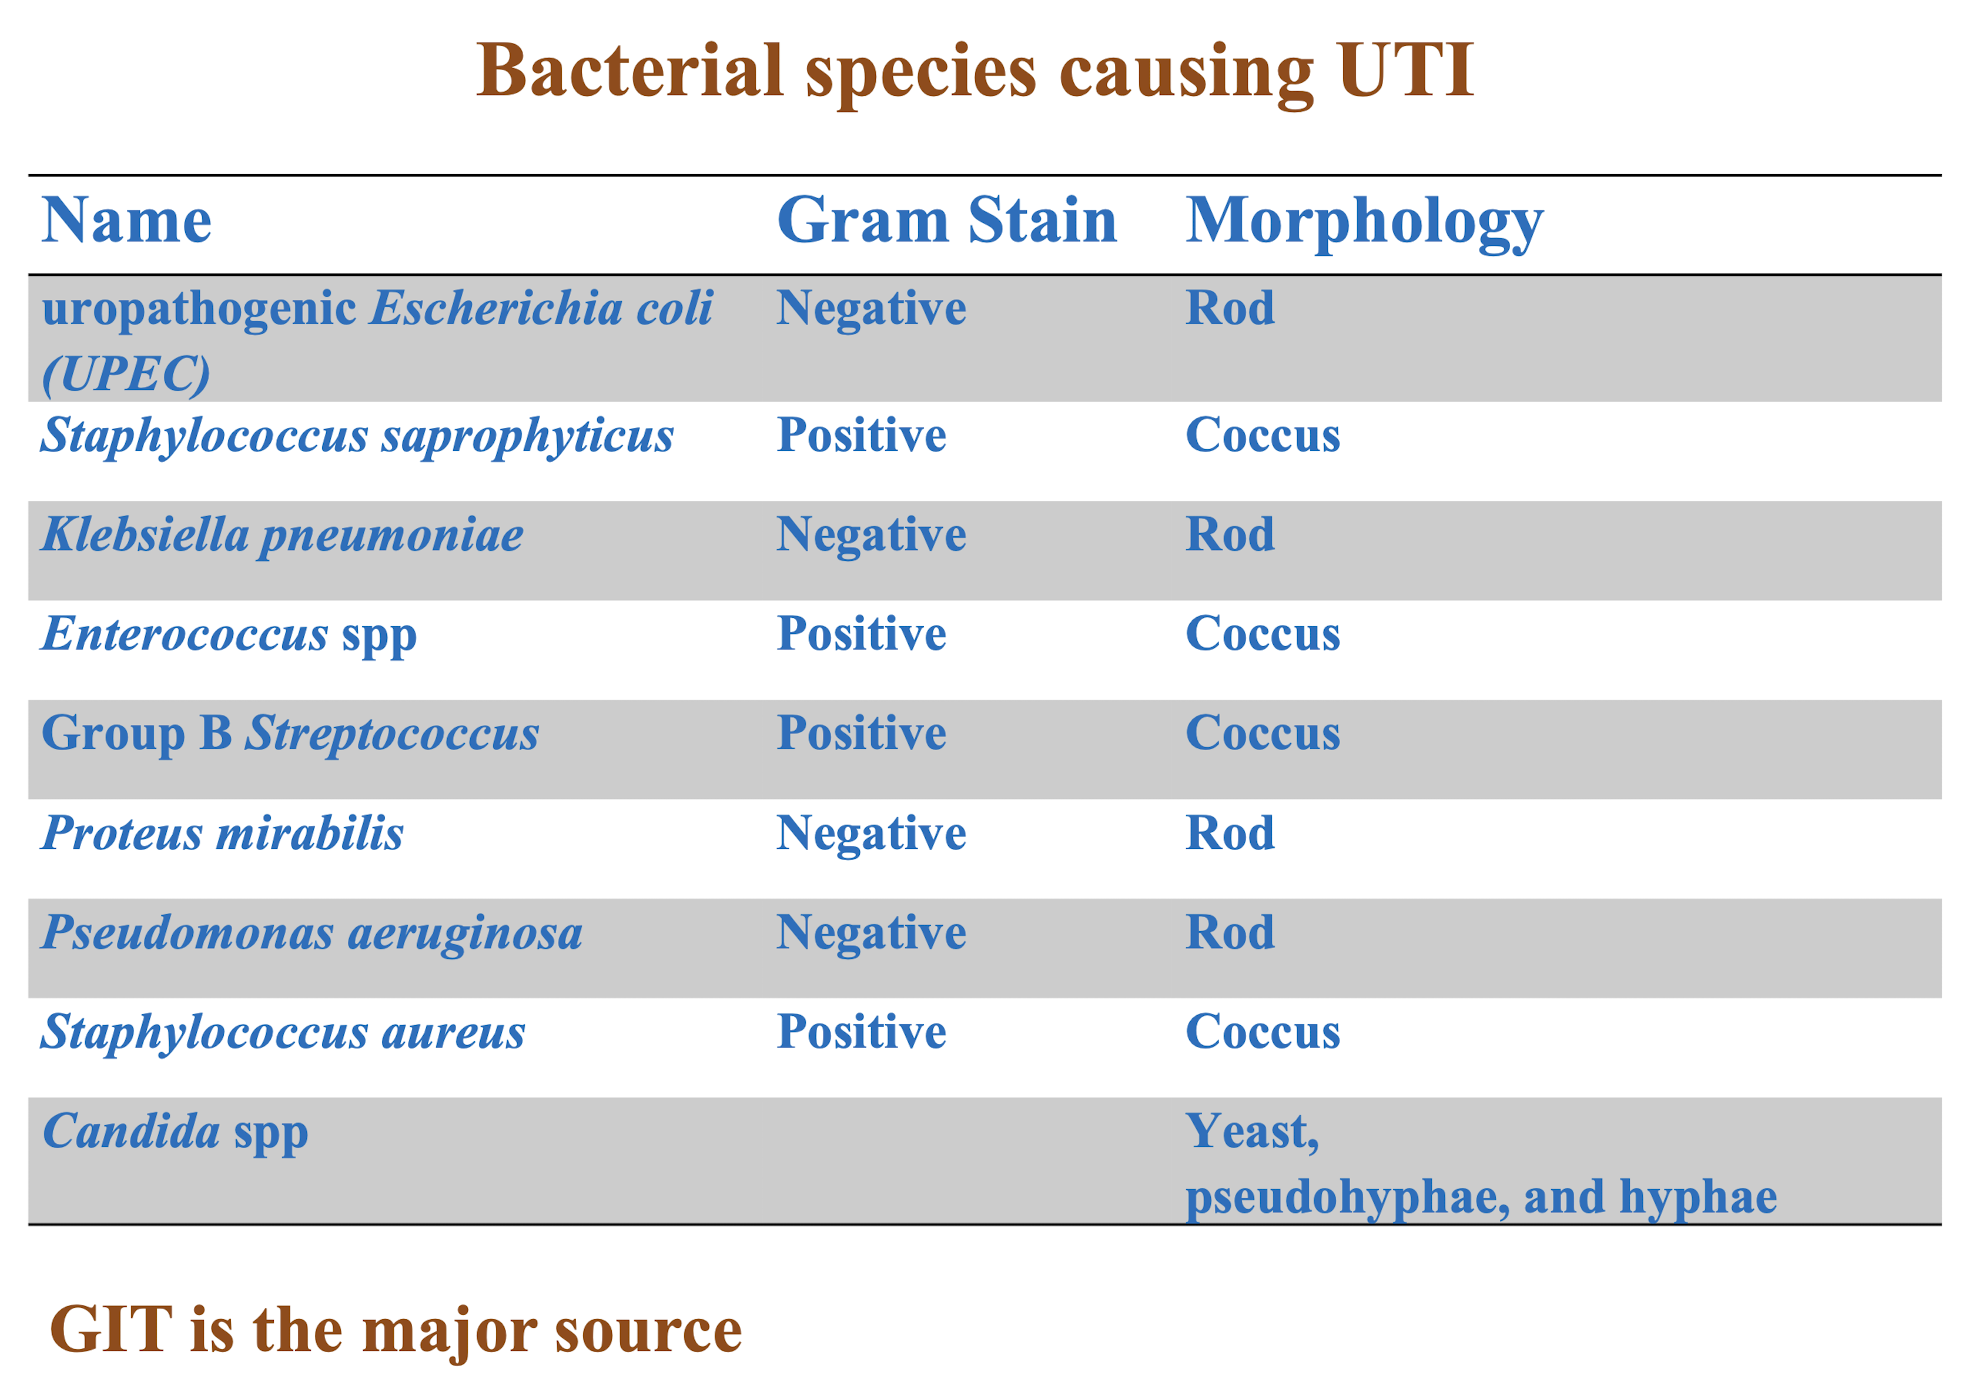 Bacterial species causing UTI
Name Gram Stain Morphology
uropathogenic Escherichia coli Negative Rod
(UPEC)
Staphylococcus saprophyticus Positive Coccus
Klebsiella pneumoniae Negative Rod
Enterococcus spp Positive Coccus
Group B Streptococcus Positive Coccus
Proteus mirabilis Negative Rod
Pseudomonas aeruginosa Negative Rod
Staphylococcus aureus Positive Coccus
Candida spp Yeast,
pseudohyphae, and hyphae
GIT is the major source